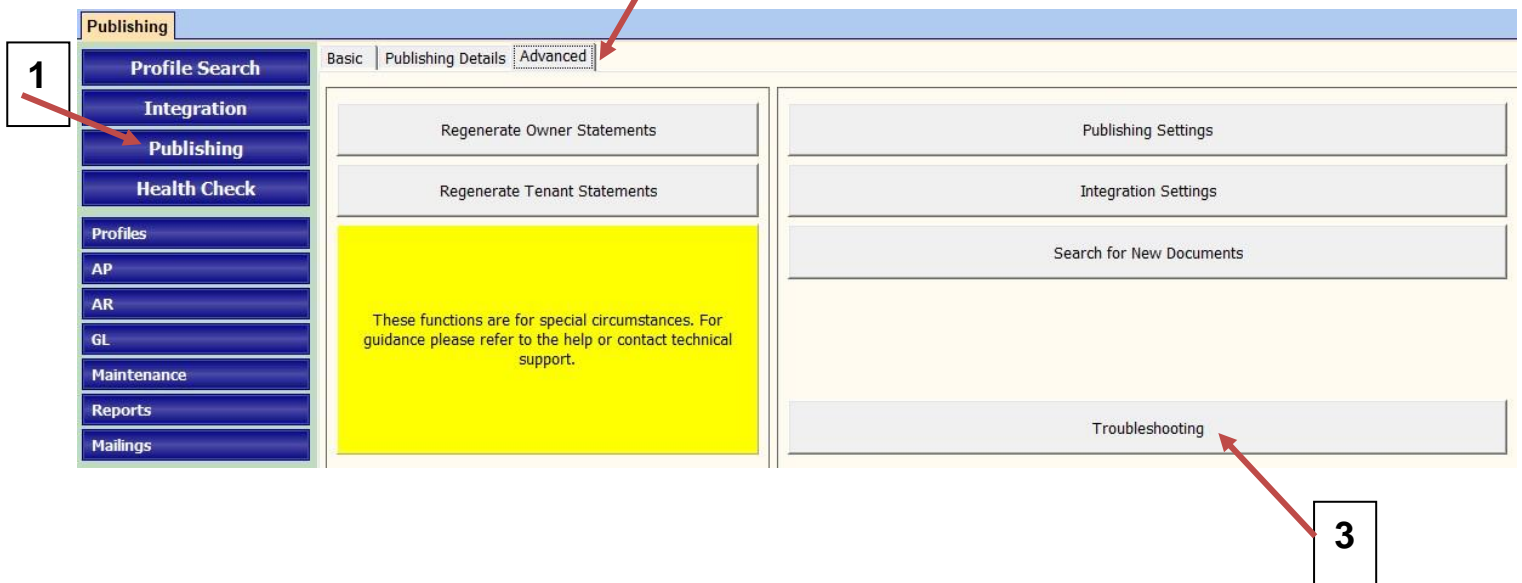 Publishing
1
Profile Search
Integration
Publishing
Health Check
Profiles
AP
AR
GL
Maintenance
Reports
Mailings
Basic Publishing Details Advanced
Regenerate Owner Statements
Regenerate Tenant Statements
These functions are for special circumstances. For
guidance please refer to the help or contact technical
support.
Publishing Settings
Integration Settings
Search for New Documents
Troubleshooting
3